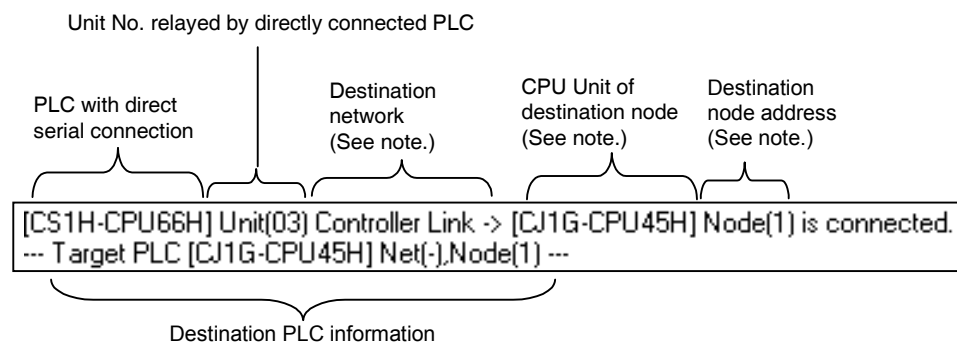 Unit No. relayed by directly connected PLC
PLC with direct
serial connection
Destination
network
(See note.)
CPU Unit of
destination node
(See note.)
Destination
node address
(See note.)
[CS1H-CPU66H] Unit(03) Controller Link -> [CJ1G-CPU45H] Node(1) is connected.
--- Target PLC [CJ1G-CPU45H] Net(-),Node(1) ---
Destination PLC information